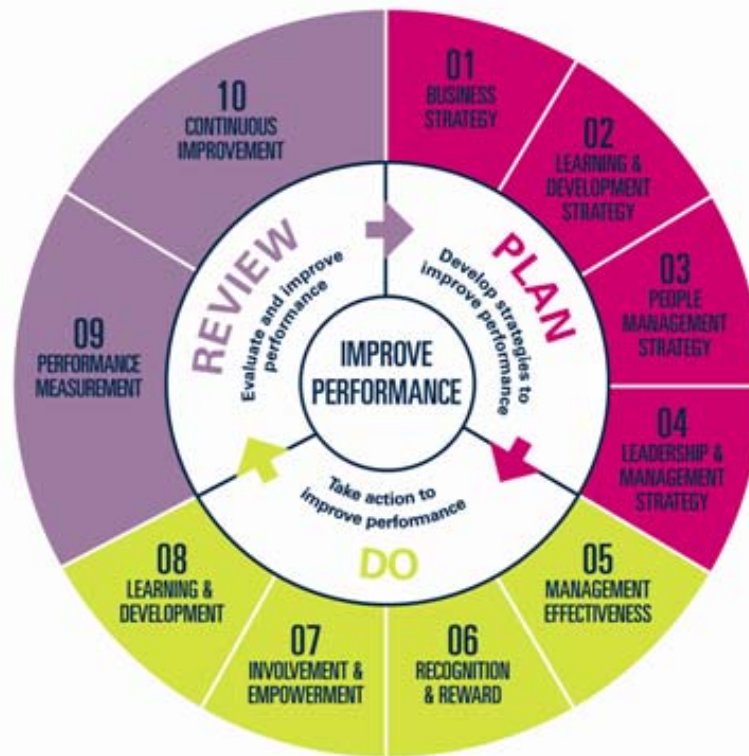 01
BUSINESS
STRATEGY
02
LEARNING &
DEVELOPMENT
STRATEGY
03
PEOPLE
MANAGEMENT
STRATEGY
04
LEADERSHIP &
MANAGEMENT
STRATEGY
05
MANAGEMENT
EFFECTIVENESS
06
RECOGNITION
& REWARD
07
INVOLVEMENT &
EMPOWERMENT
08
LEARNING &
DEVELOPMENT
09
PERFORMANCE
MEASUREMENT
10
CONTINUOUS
IMPROVEMENT
PLAN
Develop strategies to
improve performance
DO
Take action to
improve performance
REVIEW
Evaluate and improve
performance
IMPROVE
PERFORMANCE